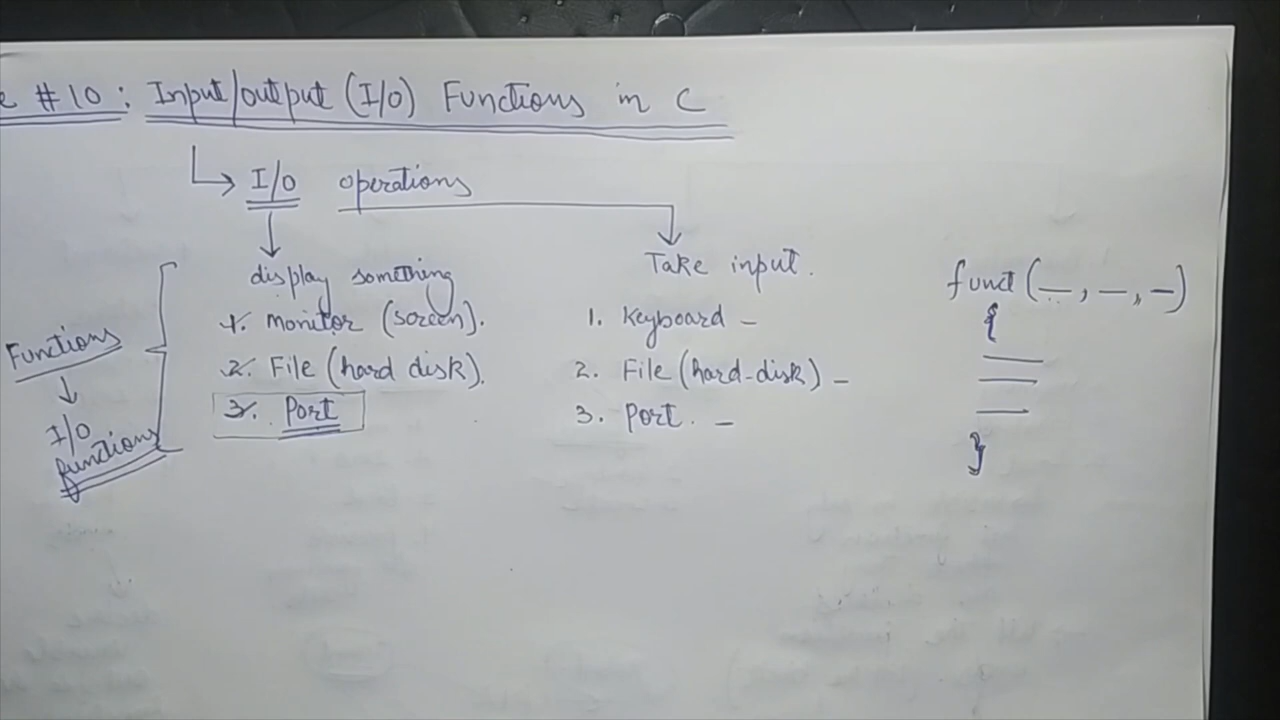 e #10: Input/output (I/O) Functions in C
I/O operations
display something
1. Monitor (screen).
2. File (hard disk).
3. Port
Take input.
1. Keyboard -
2. File (hard-disk) -
3. Port. -
Functions
I/O
functions
funct(_, _, _)
{
}